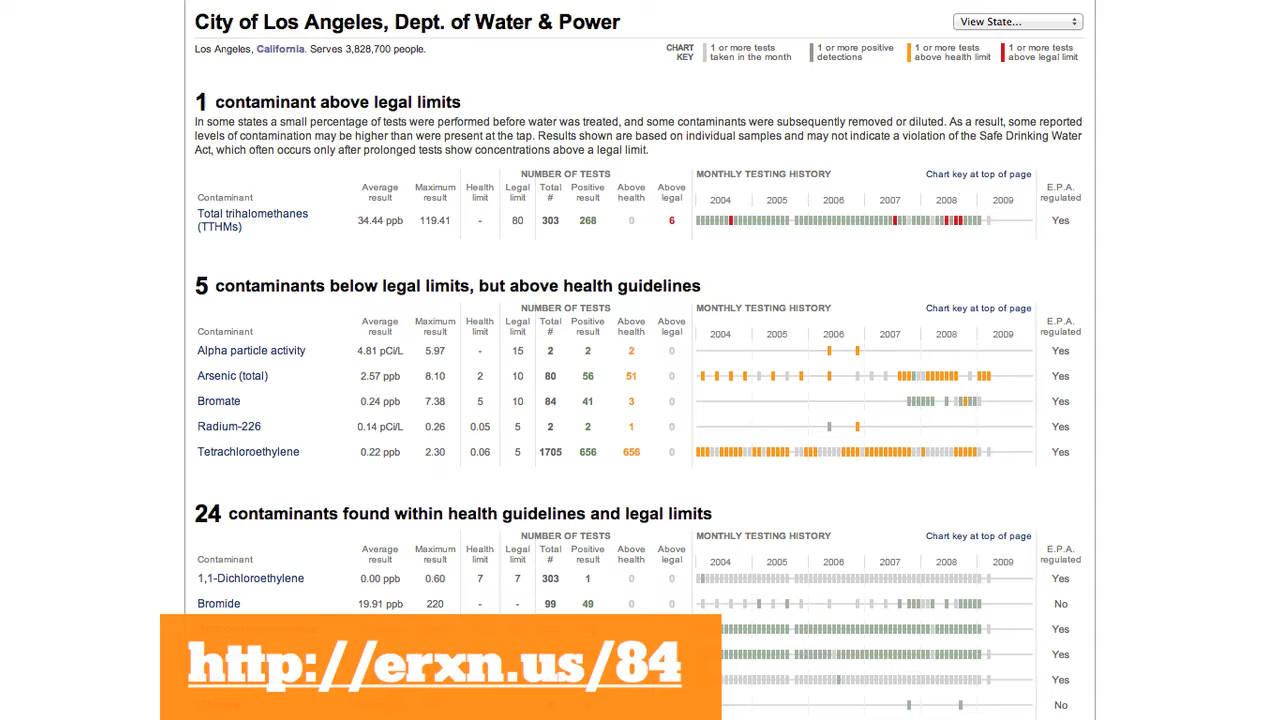 City of Los Angeles, Dept. of Water & Power
View State...
Los Angeles, California. Serves 3,828,700 people.
CHART KEY
1 or more tests taken in the month
1 or more positive detections
1 or more tests above health limit
1 or more tests above legal limit
1 contaminant above legal limits
In some states a small percentage of tests were performed before water was treated, and some contaminants were subsequently removed or diluted. As a result, some reported
levels of contamination may be higher than were present at the tap. Results shown are based on individual samples and may not indicate a violation of the Safe Drinking Water
Act, which often occurs only after prolonged tests show concentrations above a legal limit.
NUMBER OF TESTS MONTHLY TESTING HISTORY Chart key at top of page
Contaminant Average result Maximum result Health limit Legal limit Total # Positive result Above health Above legal 2004 2005 2006 2007 2008 2009 E.P.A. regulated
Total trihalomethanes (TTHMs) 34.44 ppb 119.41 - 80 303 268 0 6 Yes
5 contaminants below legal limits, but above health guidelines
NUMBER OF TESTS MONTHLY TESTING HISTORY Chart key at top of page
Contaminant Average result Maximum result Health limit Legal limit Total # Positive result Above health Above legal 2004 2005 2006 2007 2008 2009 E.P.A. regulated
Alpha particle activity 4.81 pCi/L 5.97 - 15 2 2 2 0 Yes
Arsenic (total) 2.57 ppb 8.10 2 10 80 56 51 0 Yes
Bromate 0.24 ppb 7.38 5 10 84 41 3 0 Yes
Radium-226 0.14 pCi/L 0.26 0.05 5 2 2 1 0 Yes
Tetrachloroethylene 0.22 ppb 2.30 0.06 5 1705 656 656 0 Yes
24 contaminants found within health guidelines and legal limits
NUMBER OF TESTS MONTHLY TESTING HISTORY Chart key at top of page
Contaminant Average result Maximum result Health limit Legal limit Total # Positive result Above health Above legal 2004 2005 2006 2007 2008 2009 E.P.A. regulated
1,1-Dichloroethylene 0.00 ppb 0.60 7 7 303 1 0 0 Yes
Bromide 19.91 ppb 220 - - 99 49 0 0 No
Yes
Yes
Yes
No
http://erxn.us/84